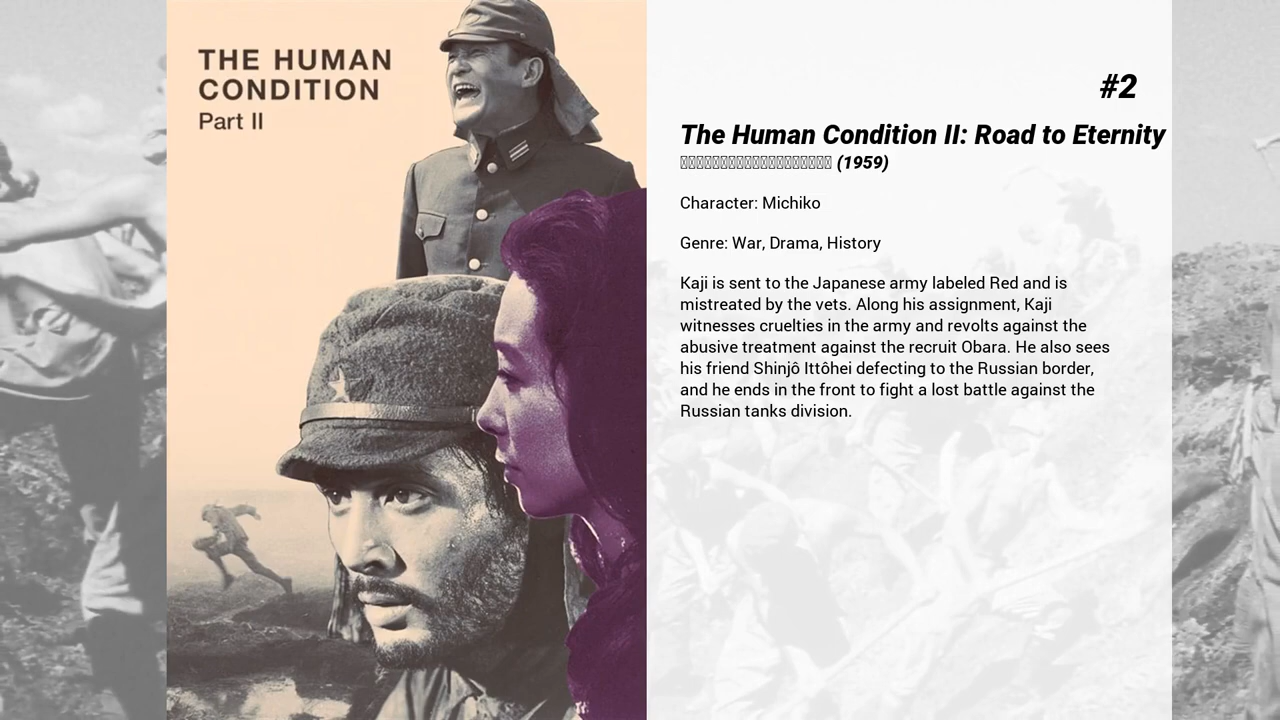 THE HUMAN
CONDITION
Part II
#2
The Human Condition II: Road to Eternity
(1959)
Character: Michiko
Genre: War, Drama, History
Kaji is sent to the Japanese army labeled Red and is
mistreated by the vets. Along his assignment, Kaji
witnesses cruelties in the army and revolts against the
abusive treatment against the recruit Obara. He also sees
his friend Shinjô Ittôhei defecting to the Russian border,
and he ends in the front to fight a lost battle against the
Russian tanks division.